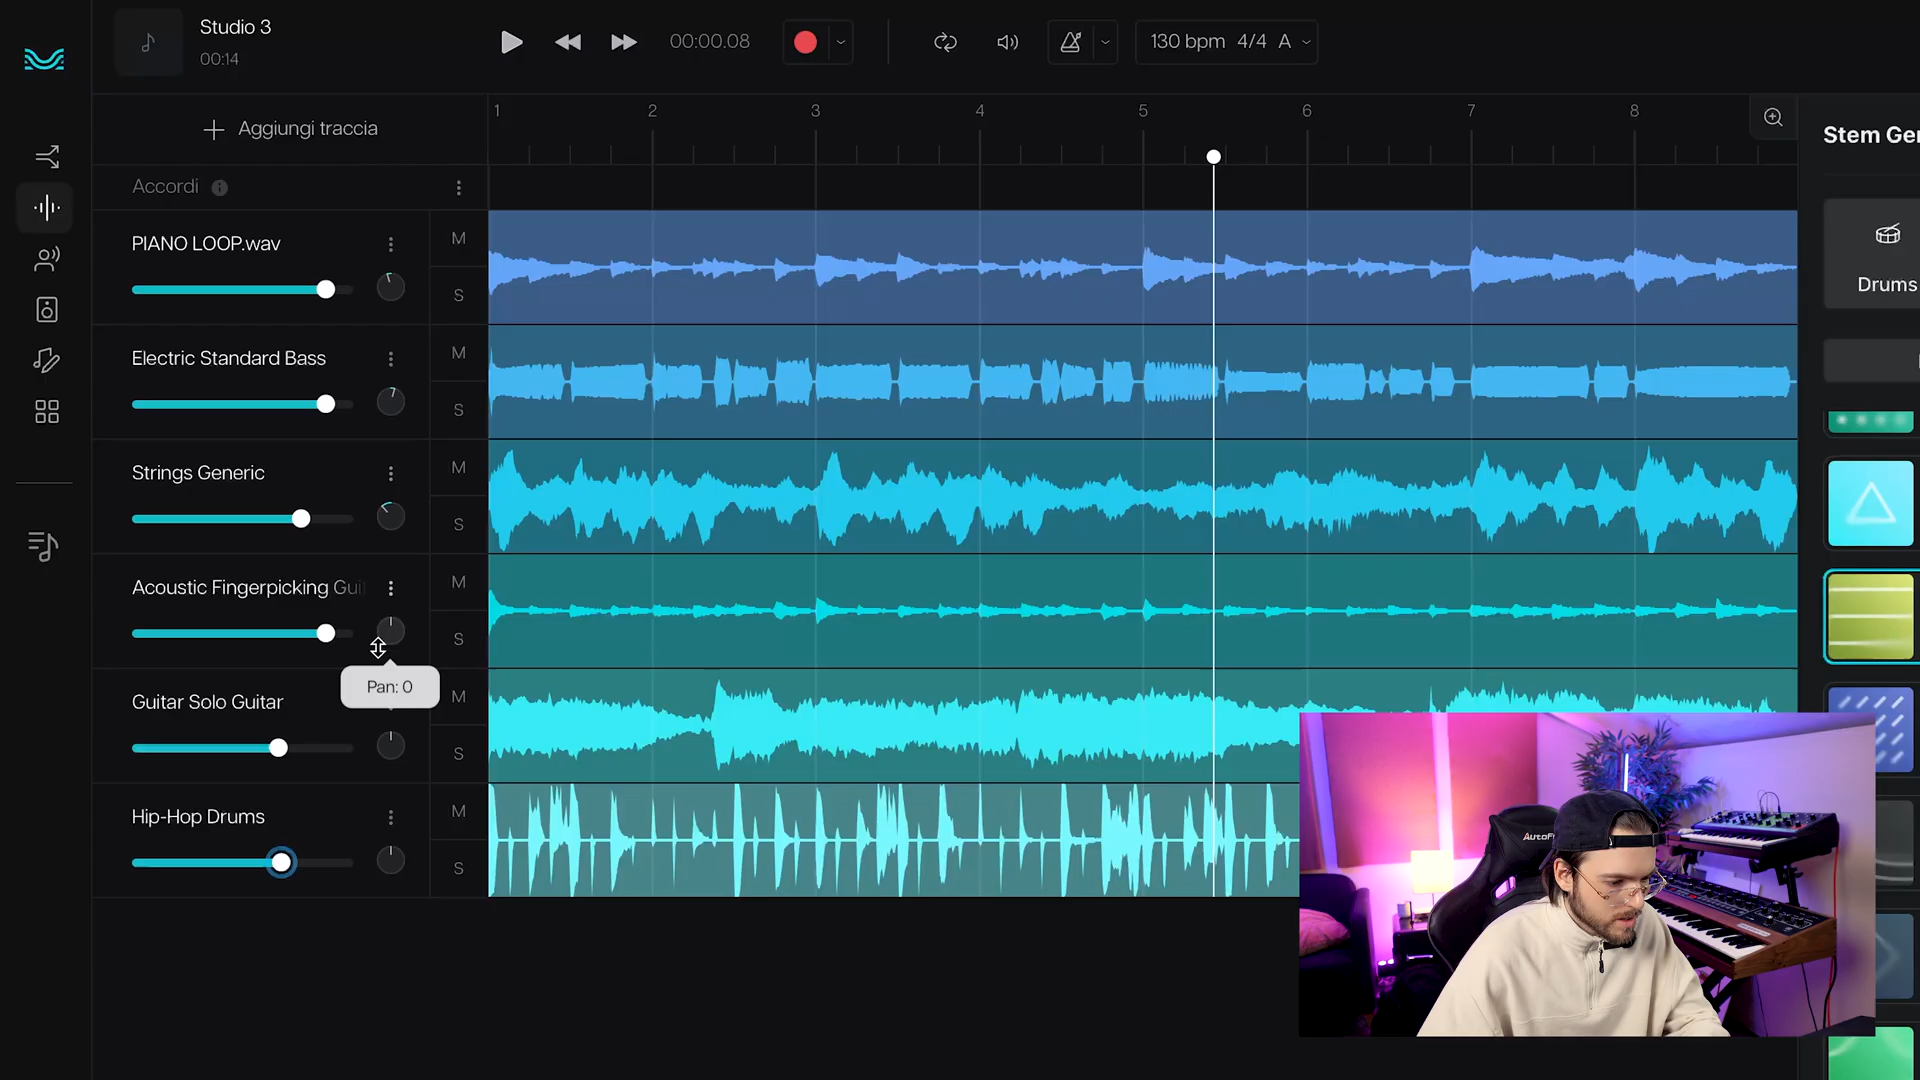 Studio 3
00:14
00:00.08
130 bpm 4/4 A
Aggiungi traccia
1 2 3 4 5 6 7 8
Stem Ger
Accordi
PIANO LOOP.wav
M
S
Drums
Electric Standard Bass
M
S
Strings Generic
M
S
Acoustic Fingerpicking Gui
M
S
Pan: 0
Guitar Solo Guitar
M
S
Hip-Hop Drums
M
S